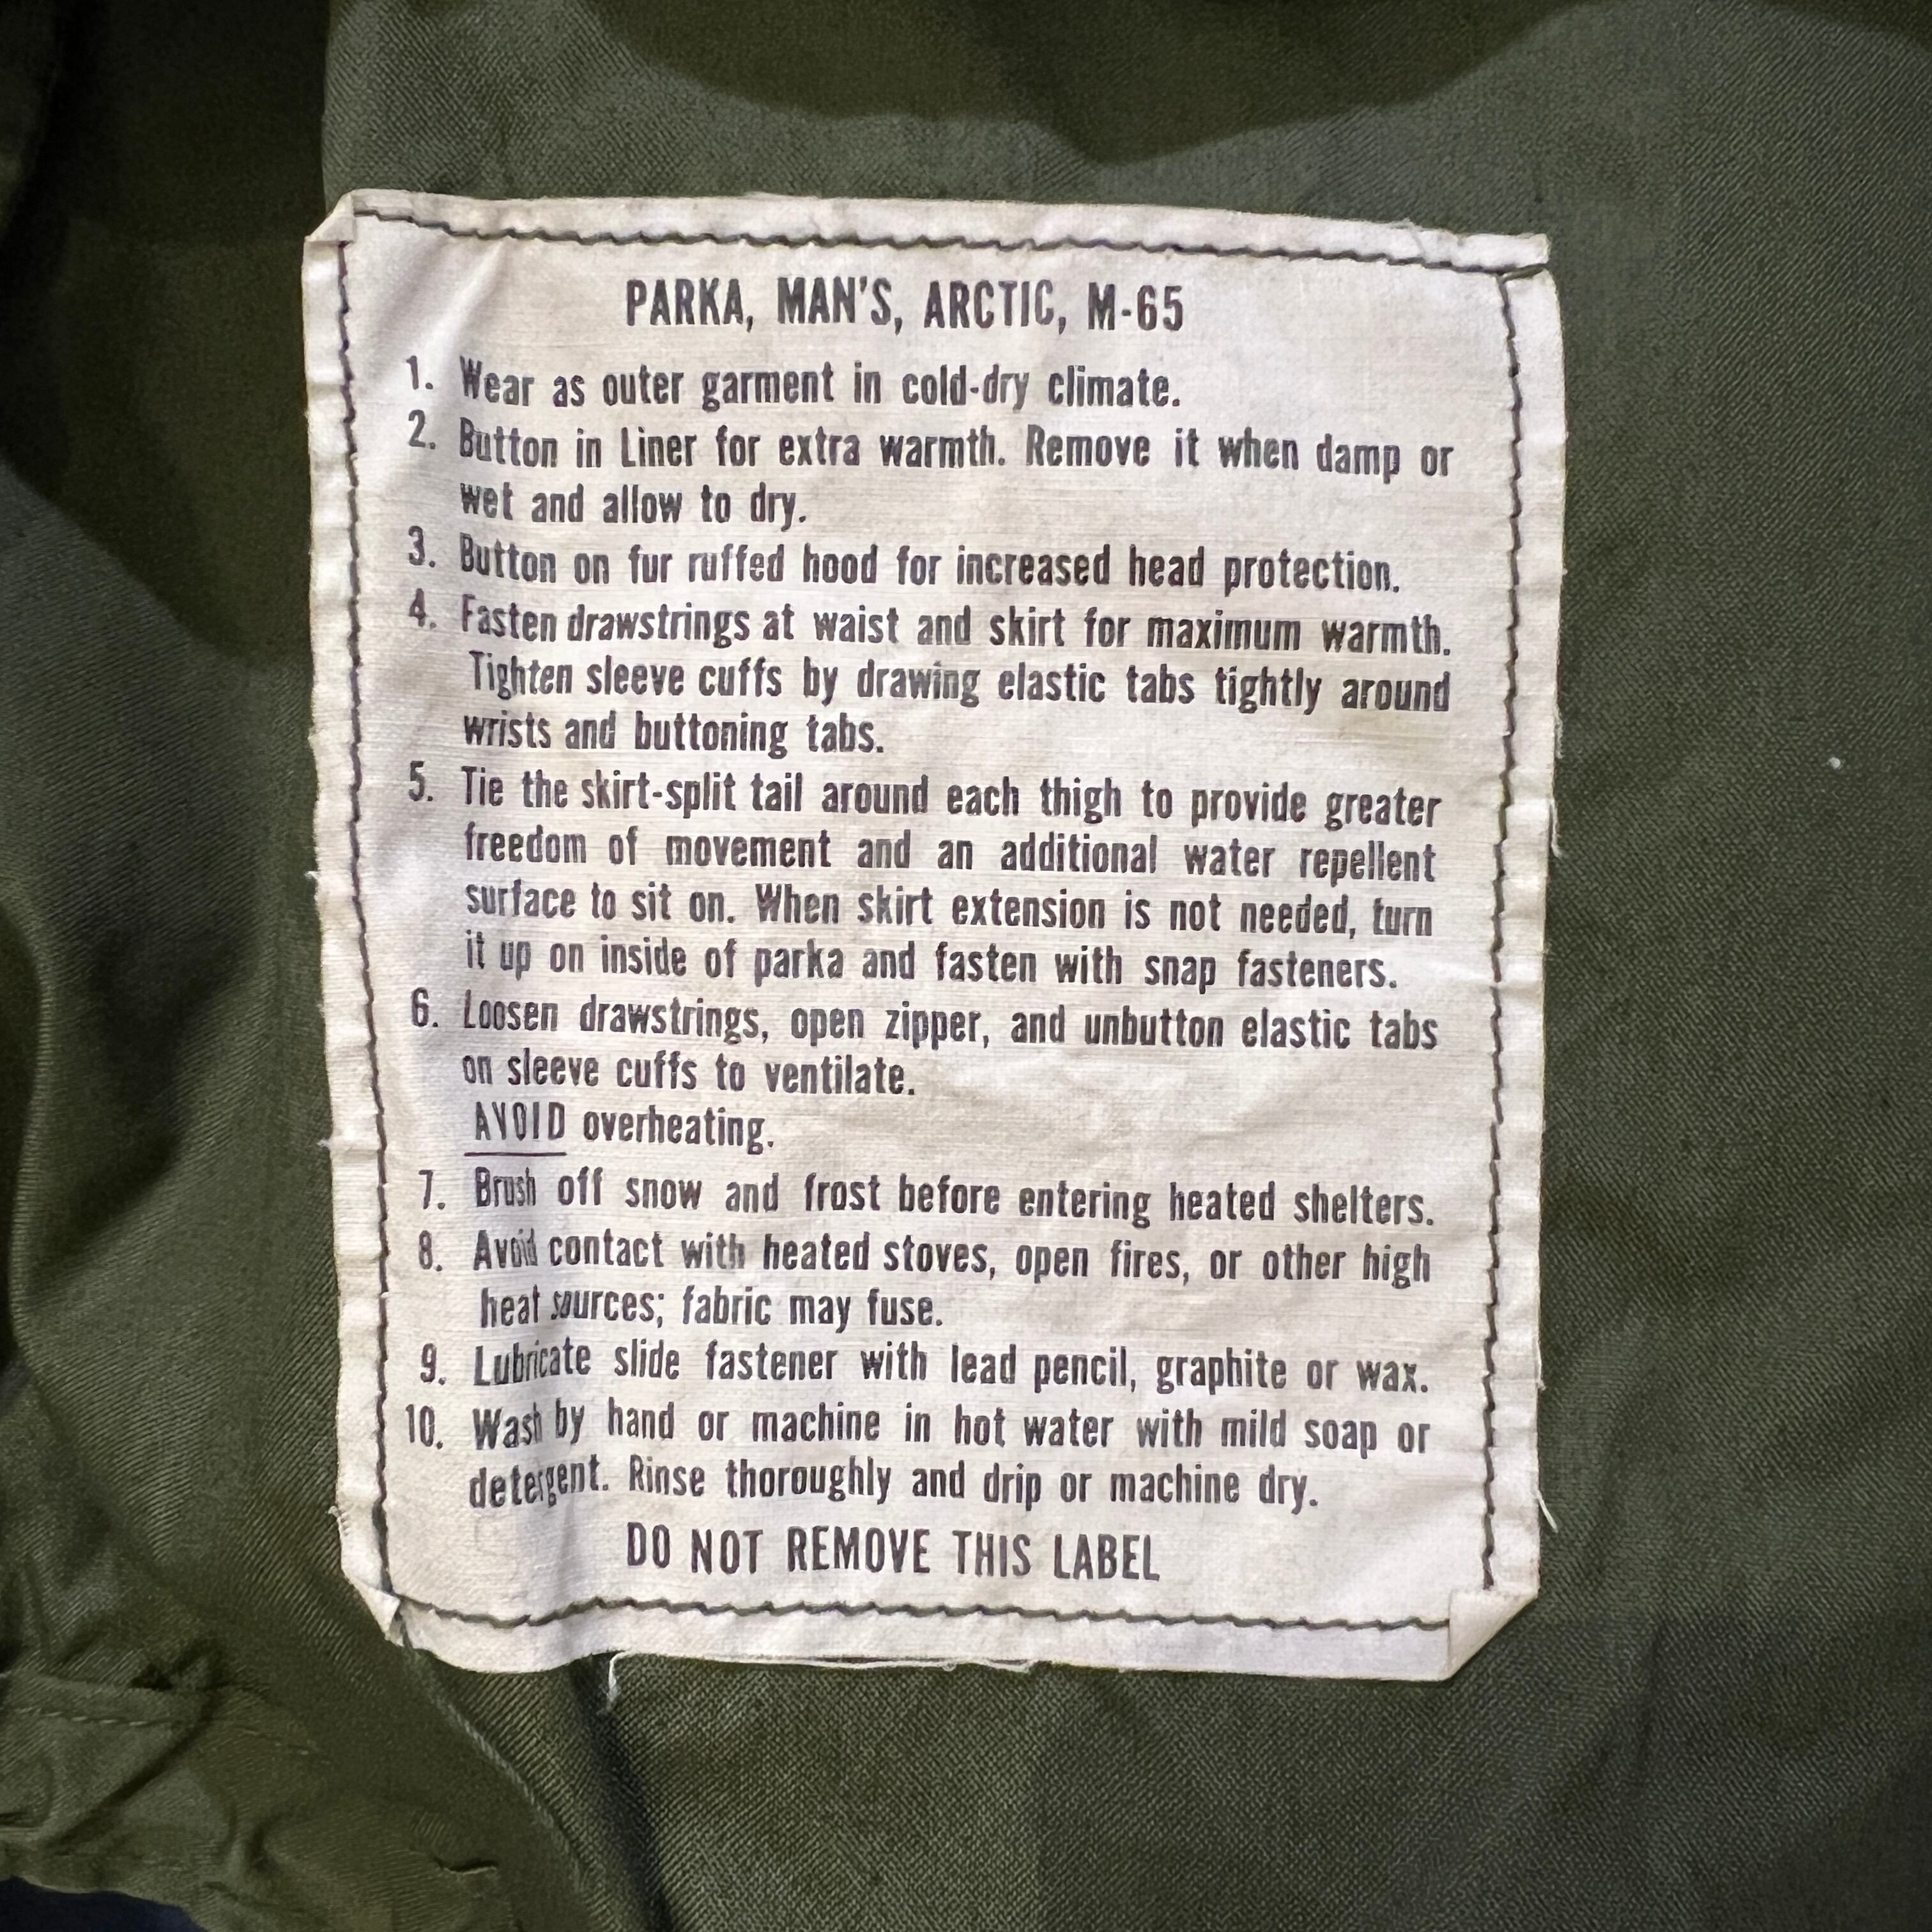 PARKA, MAN'S, ARCTIC, M-65
1. Wear as outer garment in cold-dry climate.
2. Button in Liner for extra warmth. Remove it when damp or
wet and allow to dry.
3. Button on fur ruffed hood for increased head protection.
4. Fasten drawstrings at waist and skirt for maximum warmth.
Tighten sleeve cuffs by drawing elastic tabs tightly around
wrists and buttoning tabs.
5. Tie the skirt-split tail around each thigh to provide greater
freedom of movement and an additional water repellent
surface to sit on. When skirt extension is not needed, turn
it up on inside of parka and fasten with snap fasteners.
6. Loosen drawstrings, open zipper, and unbutton elastic tabs
on sleeve cuffs to ventilate.
AVOID overheating.
7. Brush off snow and frost before entering heated shelters.
8. Avoid contact with heated stoves, open fires, or other high
heat sources; fabric may fuse.
9. Lubricate slide fastener with lead pencil, graphite or wax.
10. Wash by hand or machine in hot water with mild soap or
detergent. Rinse thoroughly and drip or machine dry.
DO NOT REMOVE THIS LABEL